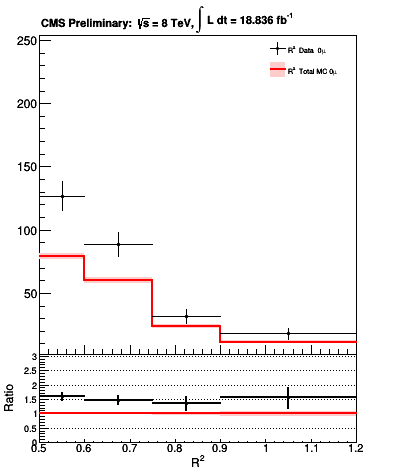 CMS Preliminary: √s = 8 TeV, ∫ L dt = 18.836 fb⁻¹
250
R² Data 0μ
R² Total MC 0μ
200
150
100
50
Ratio
3
2.5
2
1.5
1
0.5
0
0.5 0.6 0.7 0.8 0.9 1 1.1 1.2
R²